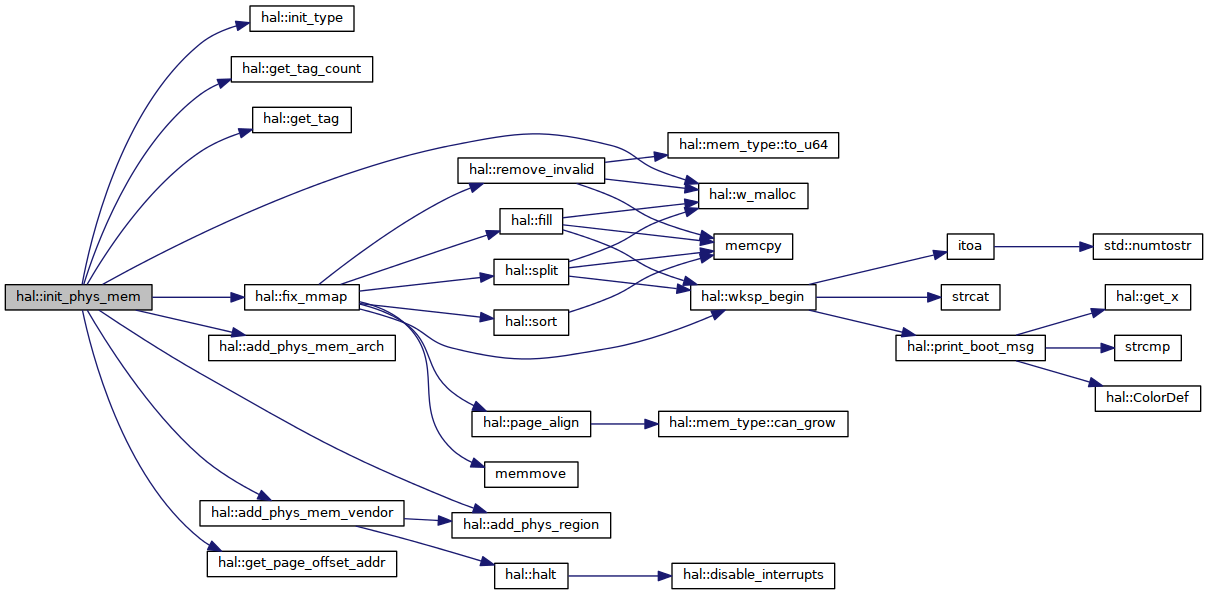 hal::init_type
hal::get_tag_count
hal::get_tag
hal::mem_type::to_u64
hal::remove_invalid
hal::w_malloc
hal::fill
memcpy
itoa
std::numtostr
hal::split
hal::init_phys_mem
hal::fix_mmap
hal::wksp_begin
strcat
hal::get_x
hal::sort
hal::add_phys_mem_arch
hal::print_boot_msg
strcmp
hal::ColorDef
hal::page_align
hal::mem_type::can_grow
memmove
hal::add_phys_mem_vendor
hal::add_phys_region
hal::get_page_offset_addr
hal::halt
hal::disable_interrupts